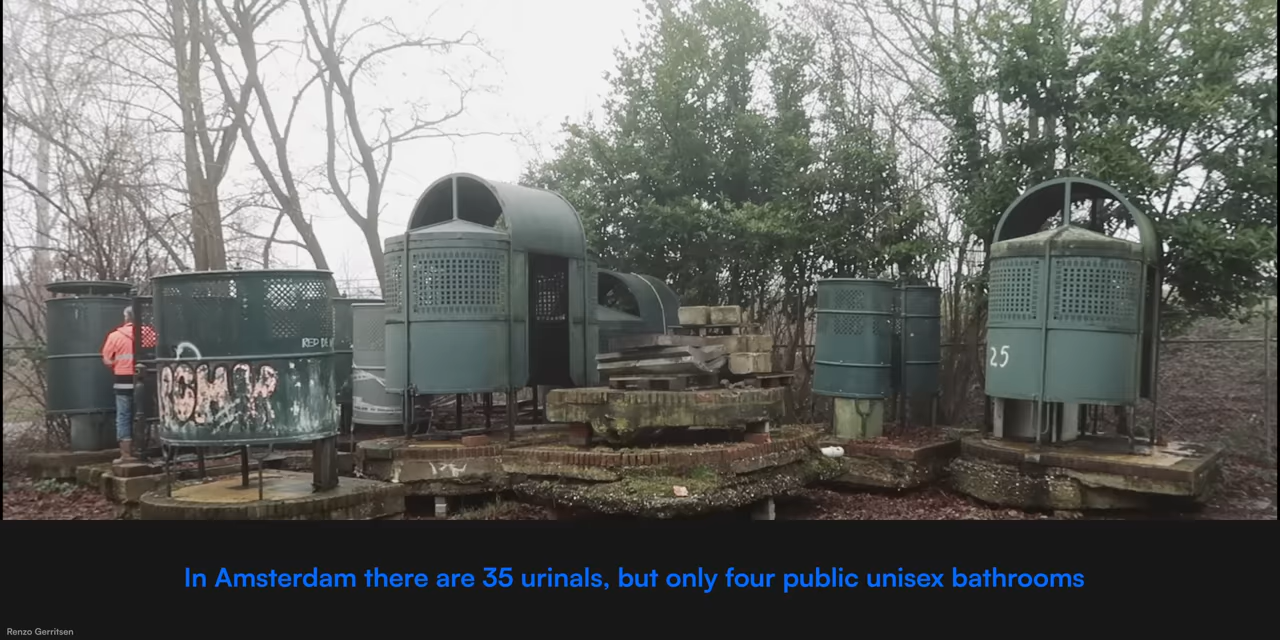 25
In Amsterdam there are 35 urinals, but only four public unisex bathrooms
Renzo Gerritsen